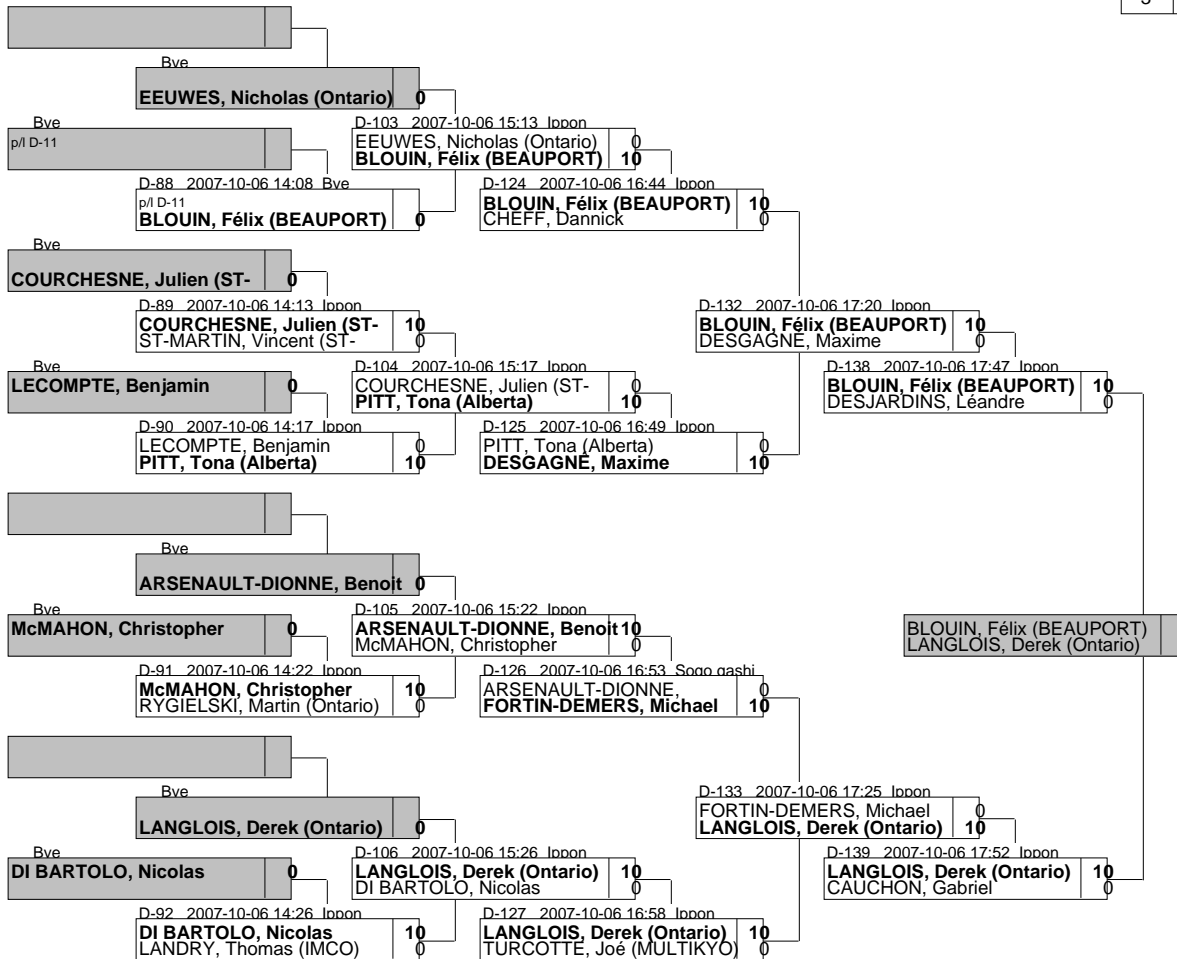 Bye
EEUWES, Nicholas (Ontario) 0
Bye
p/l D-11
D-103 2007-10-06 15:13 Ippon
EEUWES, Nicholas (Ontario) 0
BLOUIN, Félix (BEAUPORT) 10
D-88 2007-10-06 14:08 Bye
p/l D-11
BLOUIN, Félix (BEAUPORT) 0
D-124 2007-10-06 16:44 Ippon
BLOUIN, Félix (BEAUPORT) 10
CHEFF, Dannick 0
Bye
COURCHESNE, Julien (ST- 0
D-89 2007-10-06 14:13 Ippon
COURCHESNE, Julien (ST- 10
ST-MARTIN, Vincent (ST- 0
D-132 2007-10-06 17:20 Ippon
BLOUIN, Félix (BEAUPORT) 10
DESGAGNÉ, Maxime 0
Bye
LECOMPTE, Benjamin 0
D-104 2007-10-06 15:17 Ippon
COURCHESNE, Julien (ST- 0
PITT, Tona (Alberta) 10
D-138 2007-10-06 17:47 Ippon
BLOUIN, Félix (BEAUPORT) 10
DESJARDINS, Léandre 0
D-90 2007-10-06 14:17 Ippon
LECOMPTE, Benjamin 0
PITT, Tona (Alberta) 10
D-125 2007-10-06 16:49 Ippon
PITT, Tona (Alberta) 0
DESGAGNÉ, Maxime 10
Bye
ARSENAULT-DIONNE, Benoit 0
Bye
McMAHON, Christopher 0
D-105 2007-10-06 15:22 Ippon
ARSENAULT-DIONNE, Benoit 10
McMAHON, Christopher 0
BLOUIN, Félix (BEAUPORT)
LANGLOIS, Derek (Ontario)
D-91 2007-10-06 14:22 Ippon
McMAHON, Christopher 10
RYGIELSKI, Martin (Ontario) 0
D-126 2007-10-06 16:53 Sogo gashi
ARSENAULT-DIONNE, 0
FORTIN-DEMERS, Michael 10
Bye
LANGLOIS, Derek (Ontario) 0
D-133 2007-10-06 17:25 Ippon
FORTIN-DEMERS, Michael 0
LANGLOIS, Derek (Ontario) 10
Bye
DI BARTOLO, Nicolas 0
D-106 2007-10-06 15:26 Ippon
LANGLOIS, Derek (Ontario) 10
DI BARTOLO, Nicolas 0
D-139 2007-10-06 17:52 Ippon
LANGLOIS, Derek (Ontario) 10
CAUCHON, Gabriel 0
D-92 2007-10-06 14:26 Ippon
DI BARTOLO, Nicolas 10
LANDRY, Thomas (IMCO) 0
D-127 2007-10-06 16:58 Ippon
LANGLOIS, Derek (Ontario) 10
TURCOTTE, Joé (MULTIKYO) 0